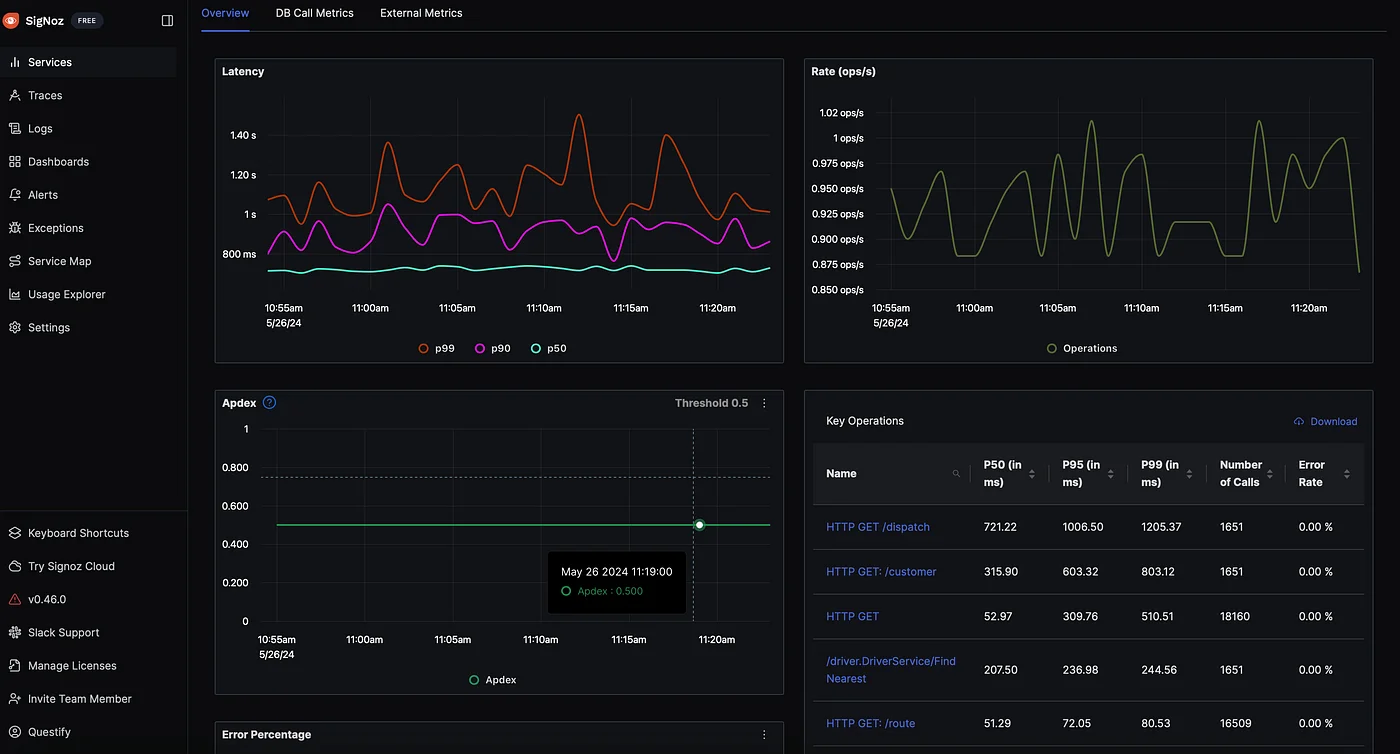 SigNoz FREE
Services
Traces
Logs
Dashboards
Alerts
Exceptions
Service Map
Usage Explorer
Settings
Keyboard Shortcuts
Try Signoz Cloud
v0.46.0
Slack Support
Manage Licenses
Invite Team Member
Questify
Overview DB Call Metrics External Metrics
Latency
1.40 s
1.20 s
1 s
800 ms
10:55am 11:00am 11:05am 11:10am 11:15am 11:20am
5/26/24
p99 p90 p50
Rate (ops/s)
1.02 ops/s
1 ops/s
0.975 ops/s
0.950 ops/s
0.925 ops/s
0.900 ops/s
0.875 ops/s
0.850 ops/s
10:55am 11:00am 11:05am 11:10am 11:15am 11:20am
5/26/24
Operations
Apdex ? Threshold 0.5
1
0.800
0.600
0.400
0.200
0
May 26 2024 11:19:00
Apdex : 0.500
10:55am 11:00am 11:05am 11:10am 11:15am 11:20am
5/26/24
Apdex
Key Operations Download
Name P50 (in ms) P95 (in ms) P99 (in ms) Number of Calls Error Rate
HTTP GET /dispatch 721.22 1006.50 1205.37 1651 0.00 %
HTTP GET: /customer 315.90 603.32 803.12 1651 0.00 %
HTTP GET 52.97 309.76 510.51 18160 0.00 %
/driver.DriverService/Find
Nearest 207.50 236.98 244.56 1651 0.00 %
HTTP GET: /route 51.29 72.05 80.53 16509 0.00 %
Error Percentage